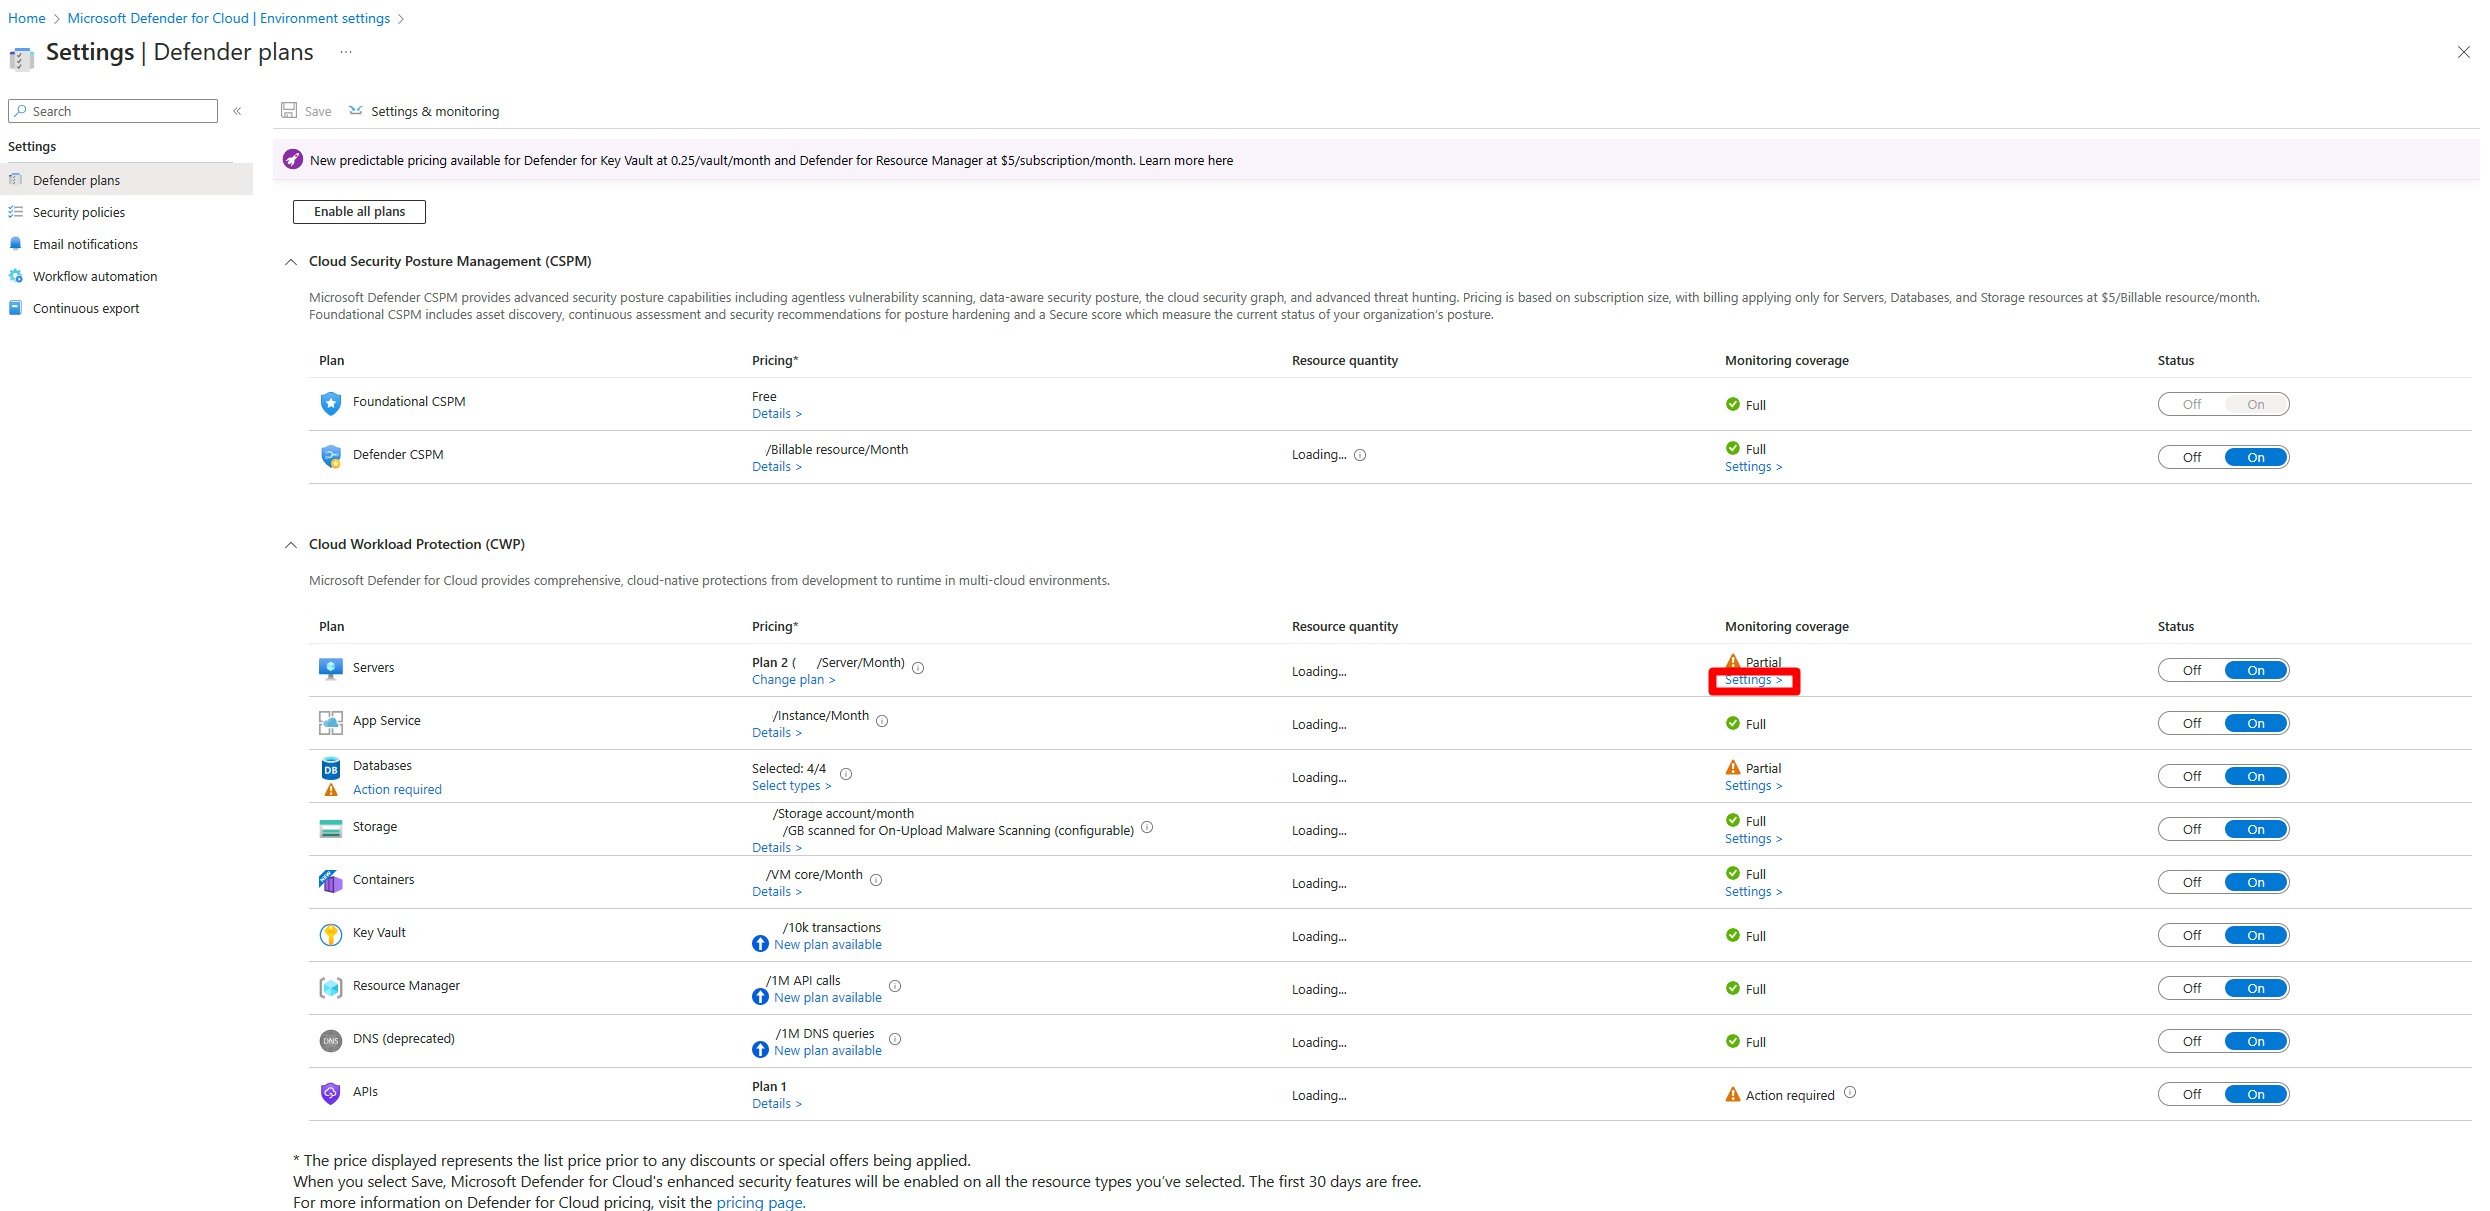 Home > Microsoft Defender for Cloud | Environment settings >
Settings | Defender plans ...
Search «
Settings
Defender plans
Security policies
Email notifications
Workflow automation
Continuous export
Save Settings & monitoring
New predictable pricing available for Defender for Key Vault at 0.25/vault/month and Defender for Resource Manager at $5/subscription/month. Learn more here
Enable all plans
Cloud Security Posture Management (CSPM)
Microsoft Defender CSPM provides advanced security posture capabilities including agentless vulnerability scanning, data-aware security posture, the cloud security graph, and advanced threat hunting. Pricing is based on subscription size, with billing applying only for Servers, Databases, and Storage resources at $5/Billable resource/month.
Foundational CSPM includes asset discovery, continuous assessment and security recommendations for posture hardening and a Secure score which measure the current status of your organization's posture.
Plan Pricing* Resource quantity Monitoring coverage Status
Foundational CSPM Free Full Off On
Details >
Defender CSPM /Billable resource/Month Loading... Full Off On
Details > Settings >
Cloud Workload Protection (CWP)
Microsoft Defender for Cloud provides comprehensive, cloud-native protections from development to runtime in multi-cloud environments.
Plan Pricing* Resource quantity Monitoring coverage Status
Servers Plan 2 ( /Server/Month) Loading... Partial Off On
Change plan > Settings >
App Service /Instance/Month Loading... Full Off On
Details >
Databases Selected: 4/4 Loading... Partial Off On
DB
Action required Select types > Settings >
Storage /Storage account/month Loading... Full Off On
/GB scanned for On-Upload Malware Scanning (configurable)
Details > Settings >
NEW
Containers /VM core/Month Loading... Full Off On
Details > Settings >
Key Vault /10k transactions Loading... Full Off On
New plan available
Resource Manager /1M API calls Loading... Full Off On
New plan available
DNS DNS (deprecated) /1M DNS queries Loading... Full Off On
New plan available
APIs Plan 1 Loading... Action required Off On
Details >
* The price displayed represents the list price prior to any discounts or special offers being applied.
When you select Save, Microsoft Defender for Cloud's enhanced security features will be enabled on all the resource types you've selected. The first 30 days are free.
For more information on Defender for Cloud pricing, visit the pricing page.